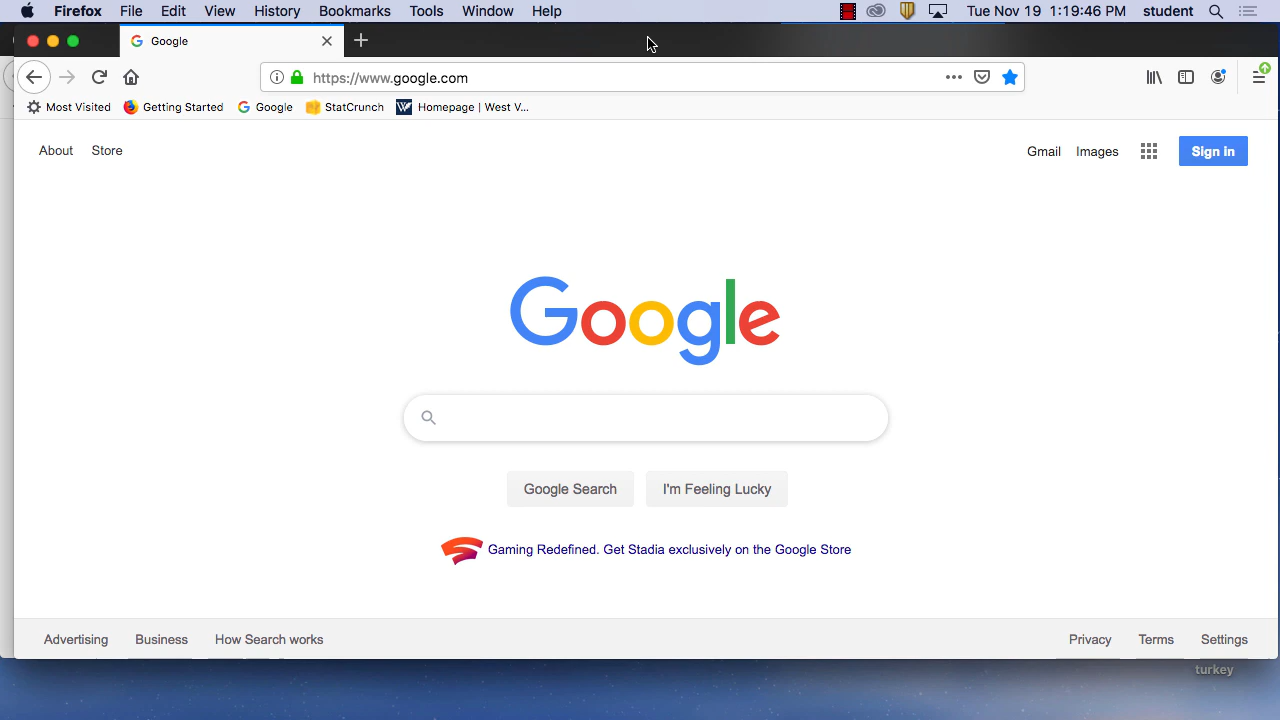 Firefox File Edit View History Bookmarks Tools Window Help Tue Nov 19 1:19:46 PM student
Google
https://www.google.com
Most Visited Getting Started Google StatCrunch Homepage | West V...
About Store Gmail Images Sign in
Google
Google Search I'm Feeling Lucky
Gaming Redefined. Get Stadia exclusively on the Google Store
Advertising Business How Search works Privacy Terms Settings
turkey